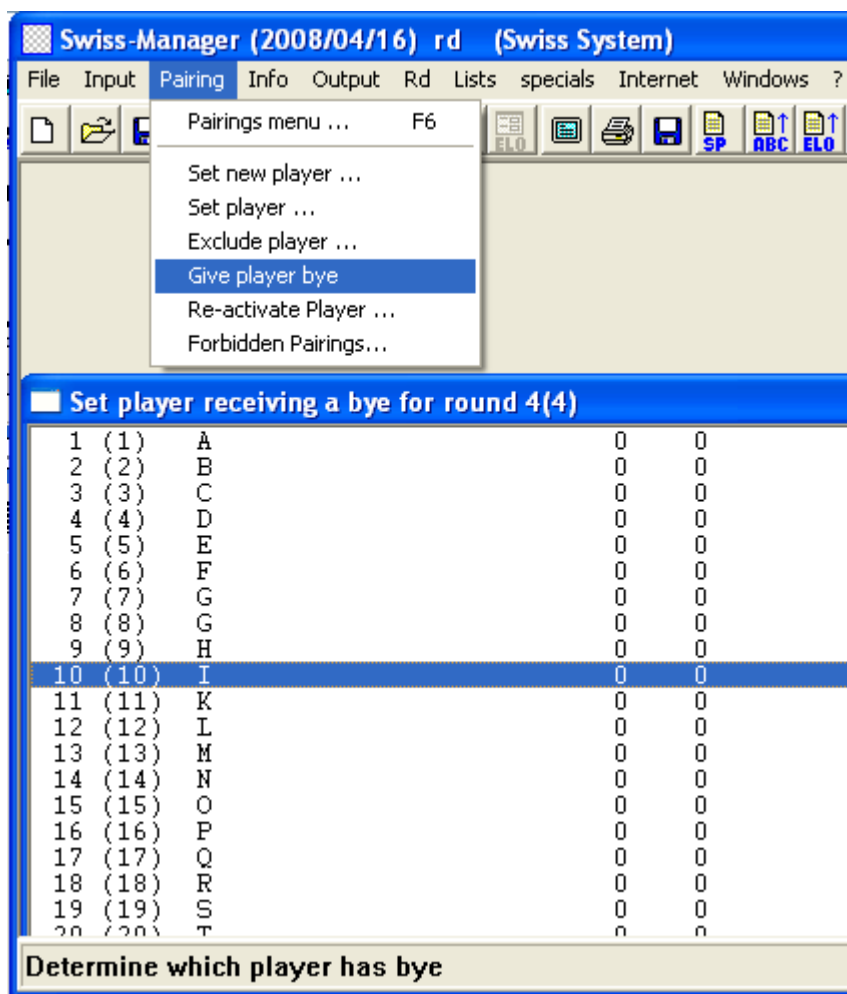 Swiss-Manager (2008/04/16) rd (Swiss System)
File Input Pairing Info Output Rd Lists specials Internet Windows ?
Pairings menu ... F6
ELO SP ABC ELO
Set new player ...
Set player ...
Exclude player ...
Give player bye
Re-activate Player ...
Forbidden Pairings...
Set player receiving a bye for round 4(4)
1 (1) A 0 0
2 (2) B 0 0
3 (3) C 0 0
4 (4) D 0 0
5 (5) E 0 0
6 (6) F 0 0
7 (7) G 0 0
8 (8) G 0 0
9 (9) H 0 0
10 (10) I 0 0
11 (11) K 0 0
12 (12) L 0 0
13 (13) M 0 0
14 (14) N 0 0
15 (15) O 0 0
16 (16) P 0 0
17 (17) Q 0 0
18 (18) R 0 0
19 (19) S 0 0
20 (20) T 0 0
Determine which player has bye